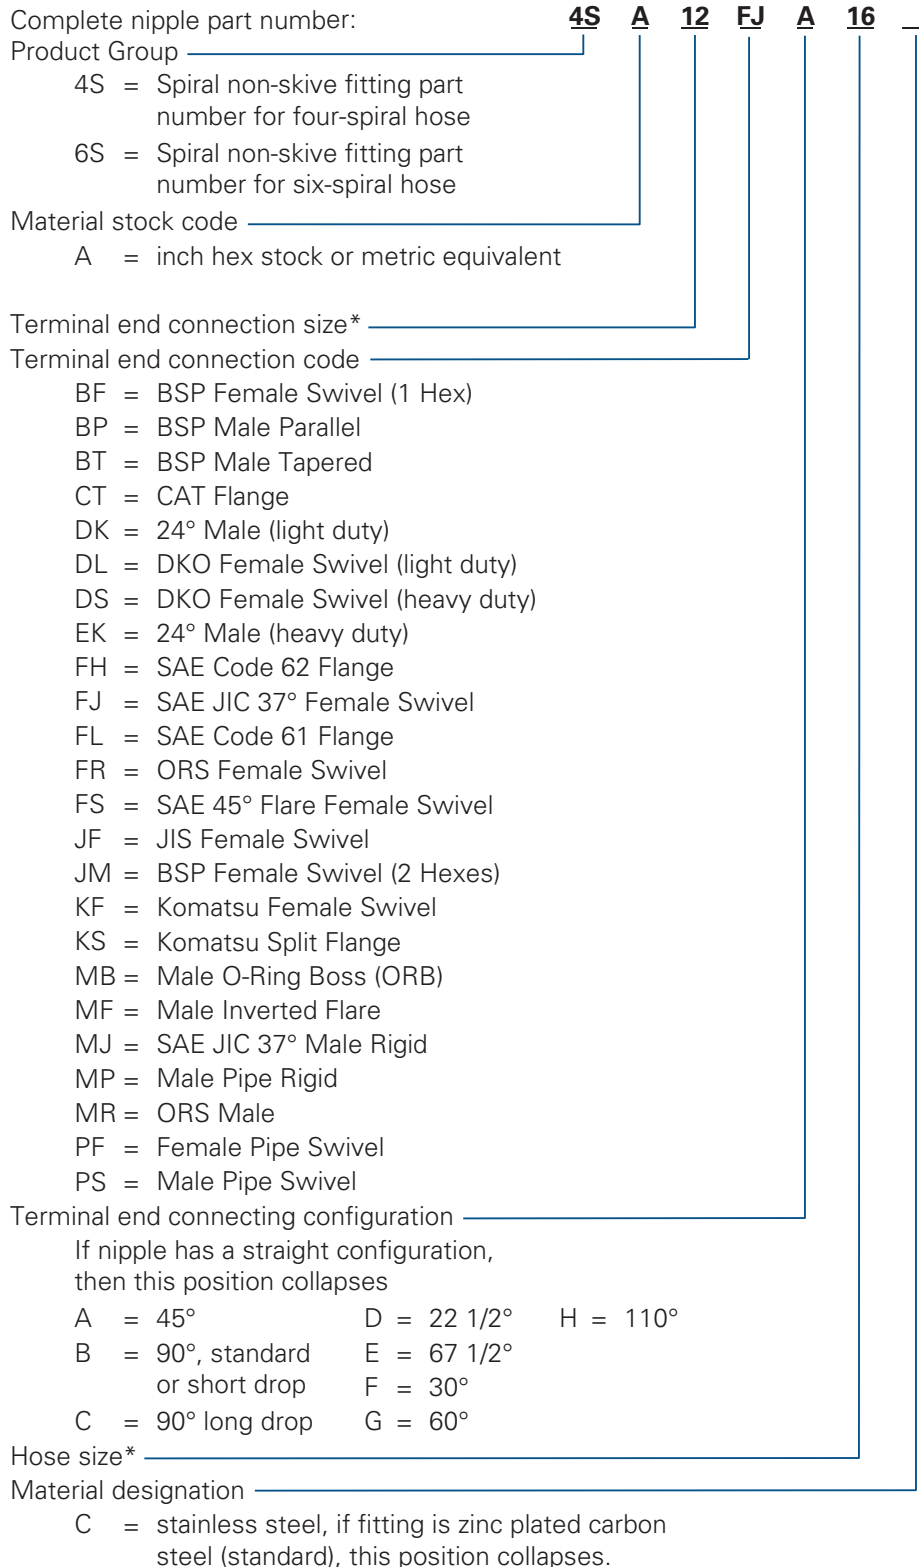 Complete nipple part number: 4S A 12 FJ A 16
Product Group
4S = Spiral non-skive fitting part
number for four-spiral hose
6S = Spiral non-skive fitting part
number for six-spiral hose
Material stock code
A = inch hex stock or metric equivalent
Terminal end connection size*
Terminal end connection code
BF = BSP Female Swivel (1 Hex)
BP = BSP Male Parallel
BT = BSP Male Tapered
CT = CAT Flange
DK = 24° Male (light duty)
DL = DKO Female Swivel (light duty)
DS = DKO Female Swivel (heavy duty)
EK = 24° Male (heavy duty)
FH = SAE Code 62 Flange
FJ = SAE JIC 37° Female Swivel
FL = SAE Code 61 Flange
FR = ORS Female Swivel
FS = SAE 45° Flare Female Swivel
JF = JIS Female Swivel
JM = BSP Female Swivel (2 Hexes)
KF = Komatsu Female Swivel
KS = Komatsu Split Flange
MB = Male O-Ring Boss (ORB)
MF = Male Inverted Flare
MJ = SAE JIC 37° Male Rigid
MP = Male Pipe Rigid
MR = ORS Male
PF = Female Pipe Swivel
PS = Male Pipe Swivel
Terminal end connecting configuration
If nipple has a straight configuration,
then this position collapses
A = 45° D = 22 1/2° H = 110°
B = 90°, standard E = 67 1/2°
or short drop F = 30°
C = 90° long drop G = 60°
Hose size*
Material designation
C = stainless steel, if fitting is zinc plated carbon
steel (standard), this position collapses.